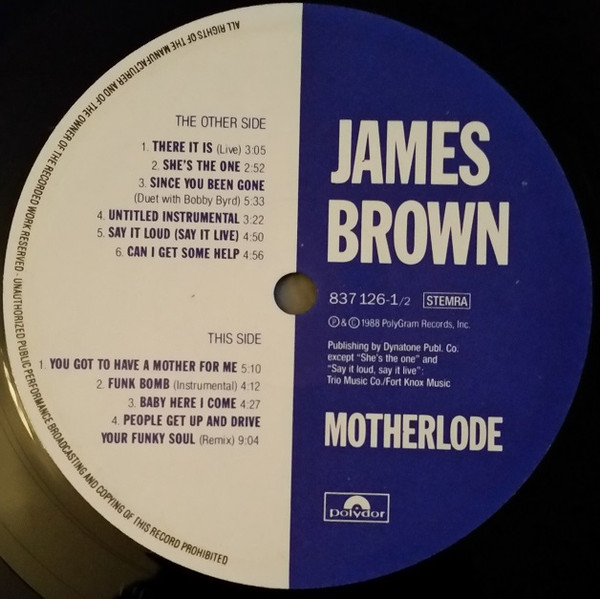 ALL RIGHTS OF THE MANUFACTURER AND OF THE OWNER OF THE RECORDED WORK RESERVED - UNAUTHORIZED PUBLIC PERFORMANCE BROADCASTING AND COPYING OF THIS RECORD PROHIBITED
THE OTHER SIDE
1. THERE IT IS (Live) 3:05
2. SHE'S THE ONE 2:52
3. SINCE YOU BEEN GONE
(Duet with Bobby Byrd) 5:33
4. UNTITLED INSTRUMENTAL 3:22
5. SAY IT LOUD (SAY IT LIVE) 4:50
6. CAN I GET SOME HELP 4:56
THIS SIDE
1. YOU GOT TO HAVE A MOTHER FOR ME 5:10
2. FUNK BOMB (Instrumental) 4:12
3. BABY HERE I COME 4:27
4. PEOPLE GET UP AND DRIVE
YOUR FUNKY SOUL (Remix) 9:04
JAMES
BROWN
837 126-1/2 STEMRA
Ⓟ & © 1988 PolyGram Records, Inc.
Publishing by Dynatone Publ. Co.
except "She's the one" and
"Say it loud, say it live":
Trio Music Co./Fort Knox Music
MOTHERLODE
polydor